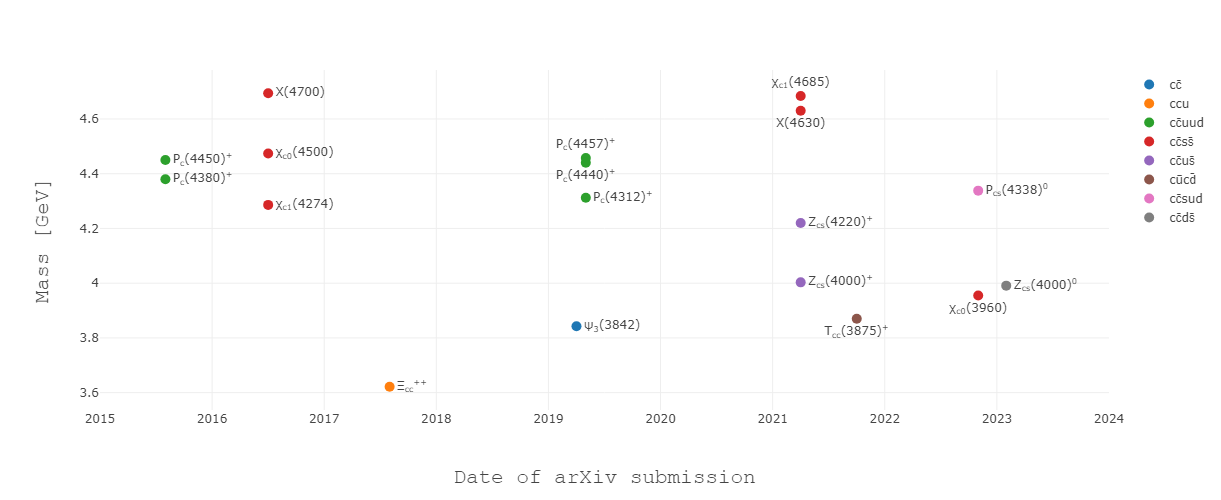 χc1(4685)
X(4700)
X(4630)
4.6
Pc(4457)⁺
Pc(4450)⁺
χc0(4500)
4.4
Pc(4380)⁺
Pc(4440)⁺
Pcs(4338)⁰
Pc(4312)⁺
χc1(4274)
4.2
Zcs(4220)⁺
4
Zcs(4000)⁺
Zcs(4000)⁰
χc0(3960)
3.8
ψ₃(3842)
Tcc(3875)⁺
3.6
Ξcc⁺⁺
2015 2016 2017 2018 2019 2020 2021 2022 2023 2024
Mass [GeV]
Date of arXiv submission
cc̄
ccu
cc̄uud
cc̄ss̄
cc̄us̄
cūcd̄
cc̄sud
cc̄ds̄